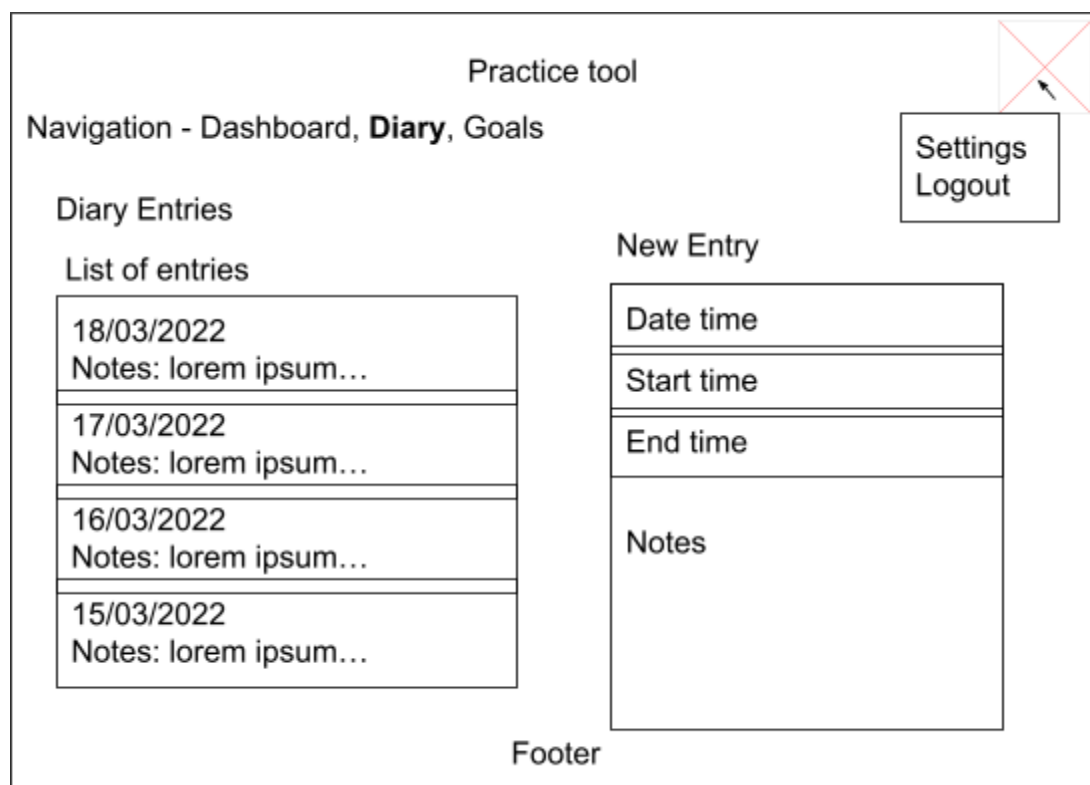 Practice tool
Navigation - Dashboard, Diary, Goals
Settings
Logout
Diary Entries
List of entries
18/03/2022
Notes: lorem ipsum…
17/03/2022
Notes: lorem ipsum…
16/03/2022
Notes: lorem ipsum…
15/03/2022
Notes: lorem ipsum…
New Entry
Date time
Start time
End time
Notes
Footer